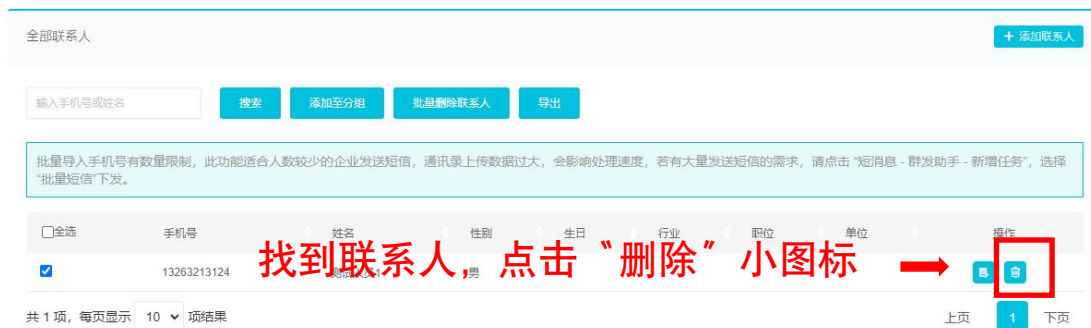 全部联系人
+ 添加联系人
输入手机号或姓名 搜索 添加至分组 批量删除联系人 导出
批量导入手机号有数量限制，此功能适合人数较少的企业发送短信，通讯录上传数据过大，会影响处理速度，若有大量发送短信的需求，请点击 "短消息 - 群发助手 - 新增任务"，选择
"批量短信"下发。
全选 手机号 姓名 性别 生日 行业 职位 单位 操作
找到联系人，点击〝删除〞小图标
13263213124 男
共 1 项，每页显示 10 项结果 上页 1 下页